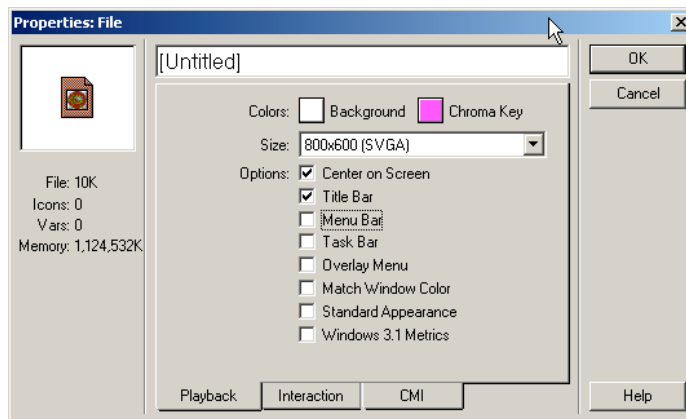 Properties: File
[Untitled]
OK
Cancel
Colors: Background Chroma Key
Size: 800x600 (SVGA)
Options: Center on Screen
Title Bar
Menu Bar
Task Bar
Overlay Menu
Match Window Color
Standard Appearance
Windows 3.1 Metrics
File: 10K
Icons: 0
Vars: 0
Memory: 1,124,532K
Playback Interaction CMI
Help